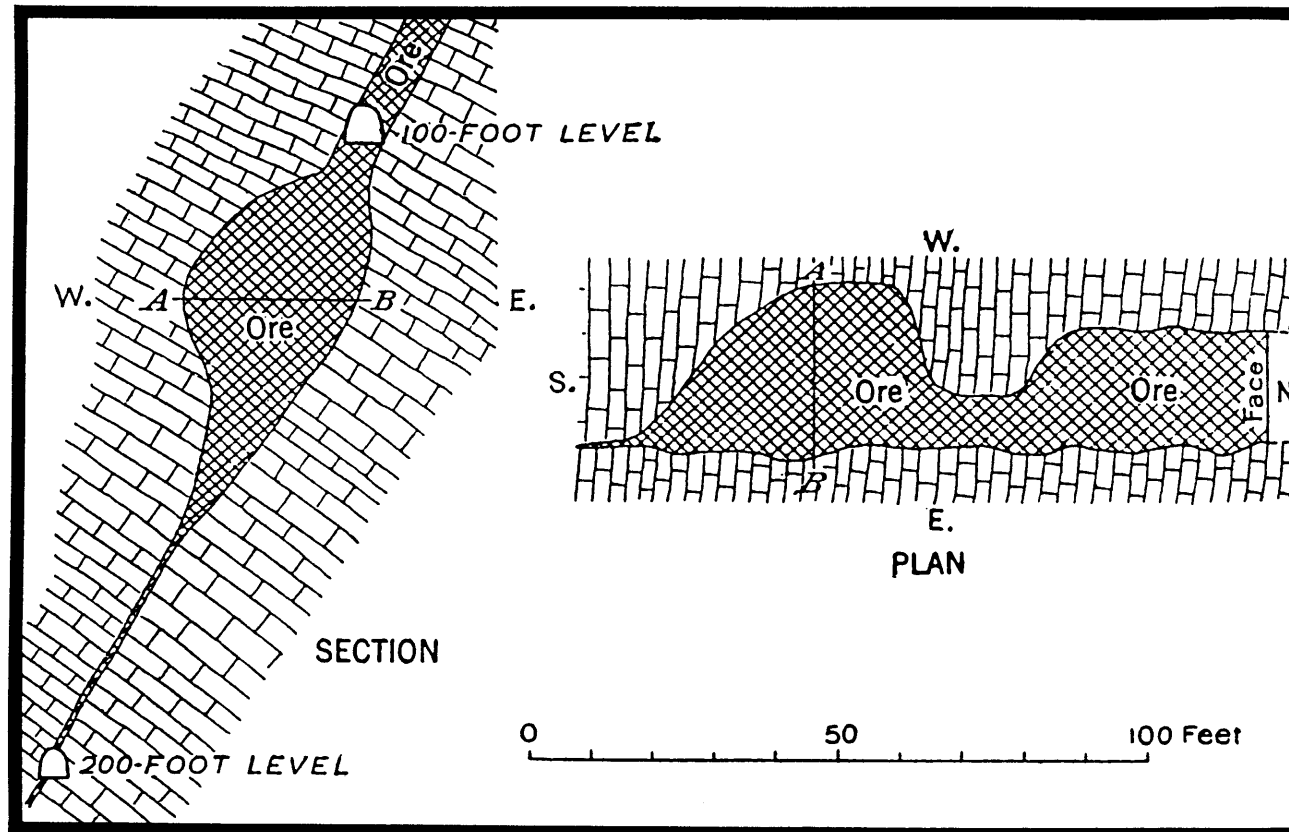 Ore
100-FOOT LEVEL
W. A B E.
Ore
SECTION
200-FOOT LEVEL
W.
A
S. Ore Ore Face N
B
E.
PLAN
0 50 100 Feet